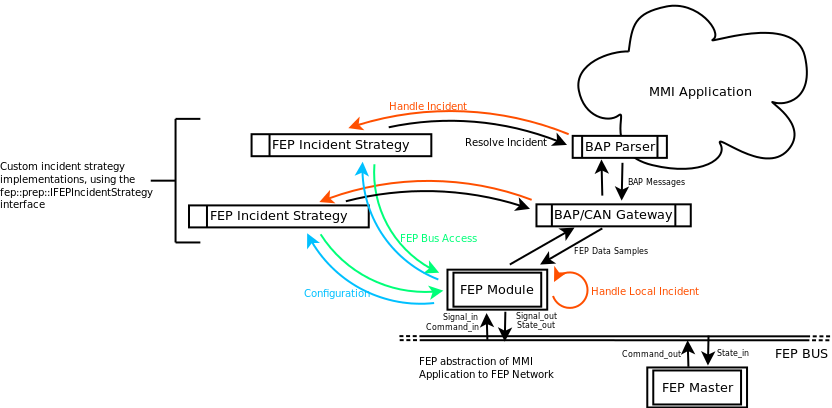 MMI Application
Handle Incident
FEP Incident Strategy
Resolve Incident
BAP Parser
Custom incident strategy
implementations, using the
fep::prep::IFEPIncidentStrategy
interface
BAP Messages
FEP Incident Strategy
BAP/CAN Gateway
FEP Bus Access
FEP Data Samples
Configuration
FEP Module
Handle Local Incident
Signal_in
Command_in
Signal_out
State_out
FEP abstraction of MMI
Application to FEP Network
Command_out
State_in
FEP BUS
FEP Master